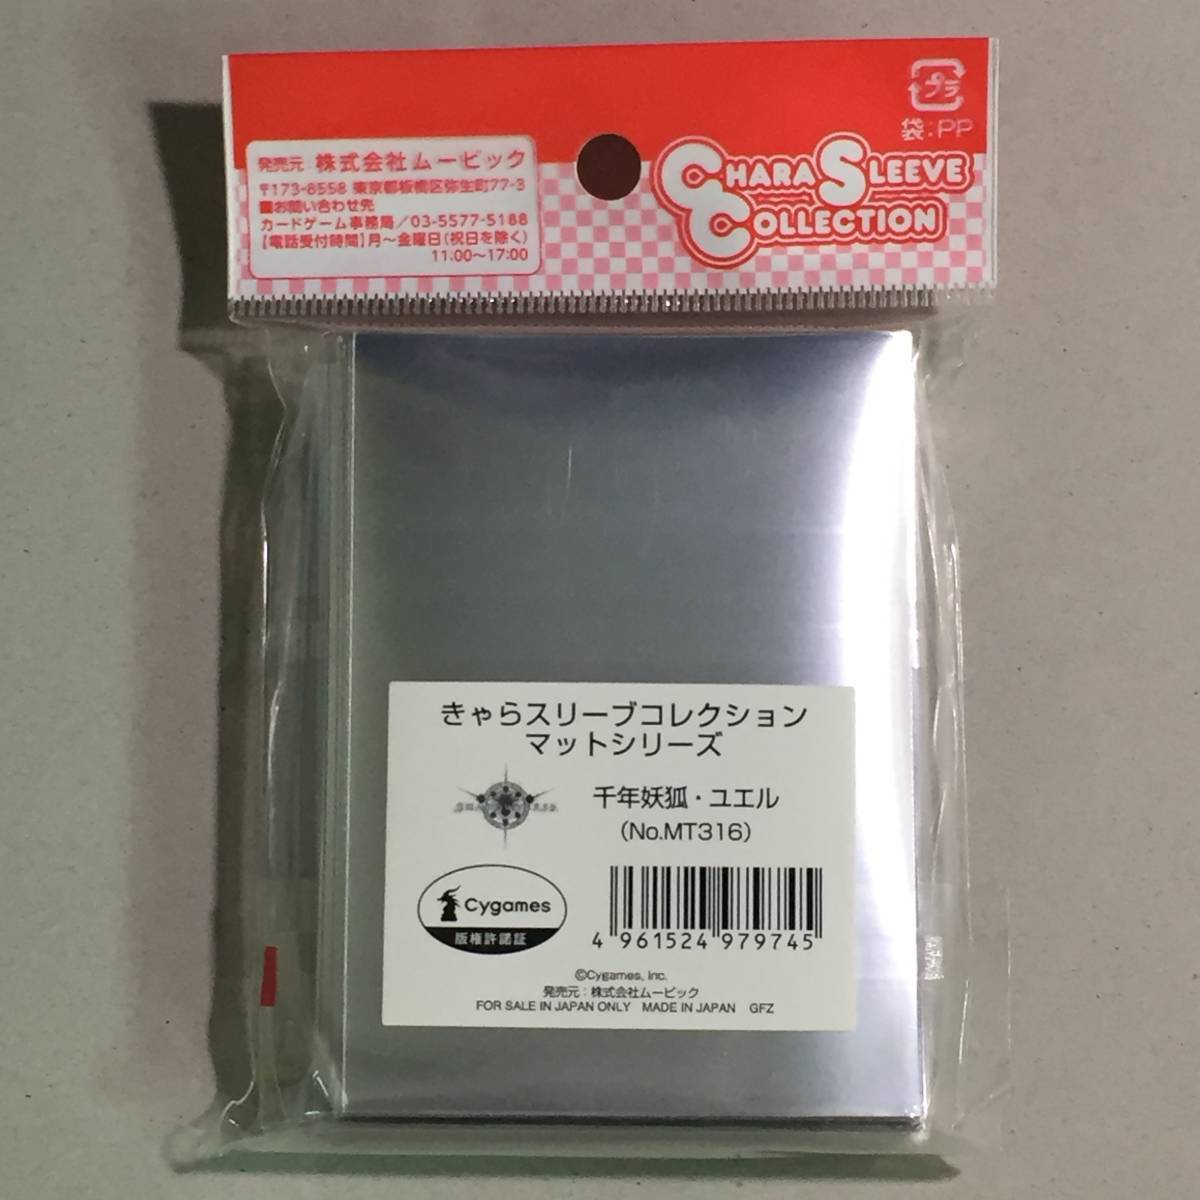 プラ
袋:PP
発売元:株式会社ムービック
〒173-8558 東京都板橋区弥生町77-3
■お問い合わせ先
カードゲーム事務局/03-5577-5188
【電話受付時間】月～金曜日(祝日を除く)
11:00～17:00
CHARA SLEEVE
COLLECTION
きゃらスリーブコレクション
マットシリーズ
千年妖狐・ユエル
(No.MT316)
Cygames
版権許諾証
4 961524 979745
©Cygames, Inc.
発売元:株式会社ムービック
FOR SALE IN JAPAN ONLY MADE IN JAPAN GFZ